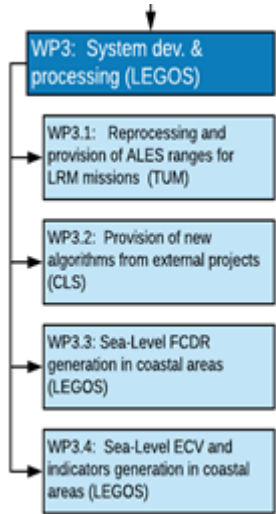 WP3:  System dev. &
processing (LEGOS)
WP3.1:  Reprocessing and
provision of ALES ranges for
LRM missions  (TUM)
WP3.2:  Provision of new
algorithms from external projects
(CLS)
WP3.3: Sea-Level FCDR
generation in coastal areas
(LEGOS)
WP3.4:  Sea-Level ECV and
indicators generation in coastal
areas (LEGOS)